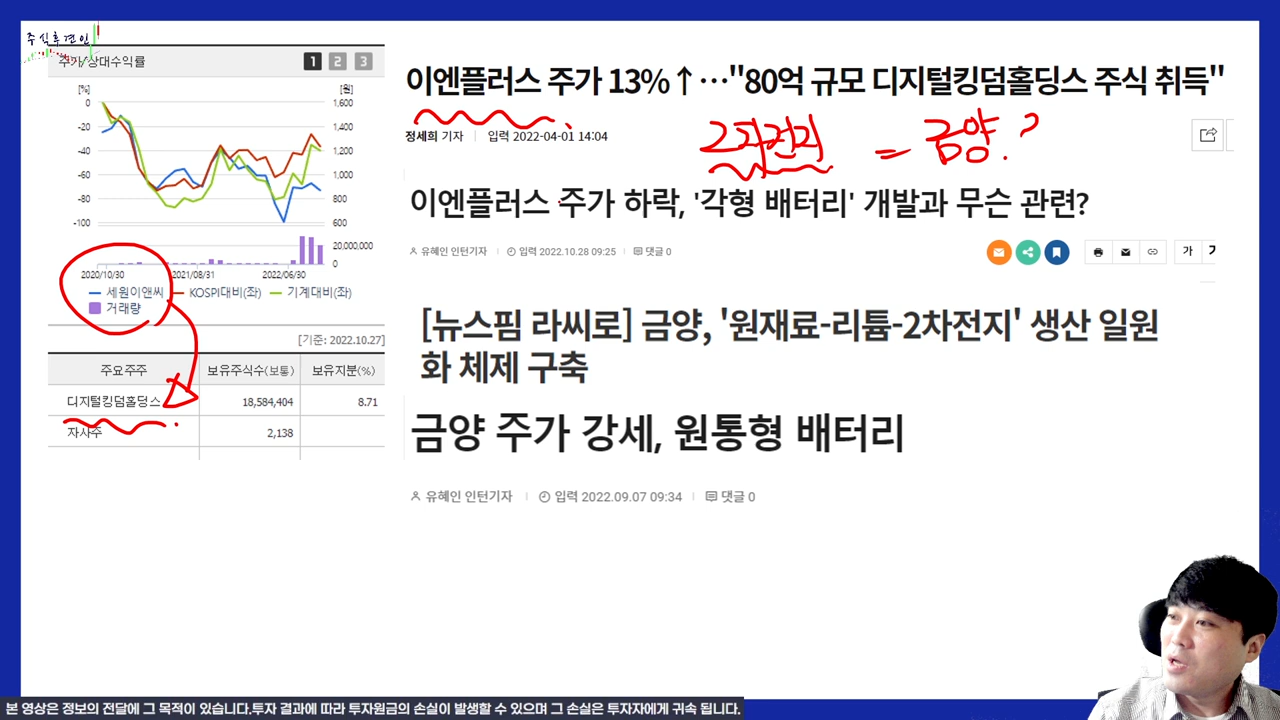 주식후견인
주가/상대수익률
1 2 3
[%] [원]
0 1,600
-20 1,400
-40 1,200
-60 1,000
-80 800
-100 600
20,000,000
0
2020/10/30 2021/08/31 2022/06/30
세원이앤씨 KOSPI대비(좌) 기계대비(좌)
거래량
[기준: 2022.10.27]
주요주주 보유주식수(보통) 보유지분(%)
디지털킹덤홀딩스 18,584,404 8.71
자사주 2,138
이엔플러스 주가 13%↑…"80억 규모 디지털킹덤홀딩스 주식 취득"
정세희 기자 입력 2022-04-01 14:04
2차전지 = 금양?
이엔플러스 주가 하락, '각형 배터리' 개발과 무슨 관련?
유혜인 인턴기자 입력 2022.10.28 09:25 댓글 0
가
[뉴스핌 라씨로] 금양, '원재료-리튬-2차전지' 생산 일원
화 체제 구축
금양 주가 강세, 원통형 배터리
유혜인 인턴기자 입력 2022.09.07 09:34 댓글 0
본 영상은 정보의 전달에 그 목적이 있습니다.투자 결과에 따라 투자원금의 손실이 발생할 수 있으며 그 손실은 투자자에게 귀속 됩니다.